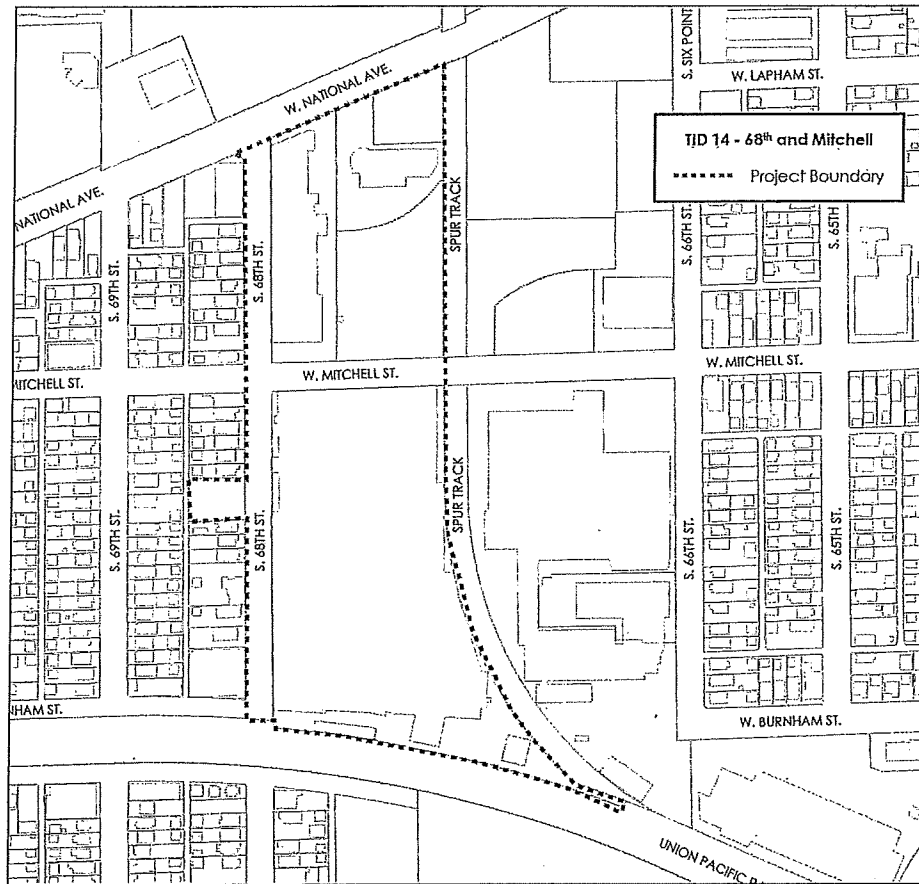 W. NATIONAL AVE.
S. SIX POINT
W. LAPHAM ST.
TID 14 - 68th and Mitchell
Project Boundary
NATIONAL AVE.
S. 69TH ST.
S. 68TH ST.
SPUR TRACK
S. 66TH ST.
S. 65TH
MITCHELL ST.
W. MITCHELL ST.
W. MITCHELL ST.
S. 69TH ST.
S. 68TH ST.
SPUR TRACK
S. 66TH ST.
S. 65TH ST.
NHAM ST.
W. BURNHAM ST.
UNION PACIFIC R